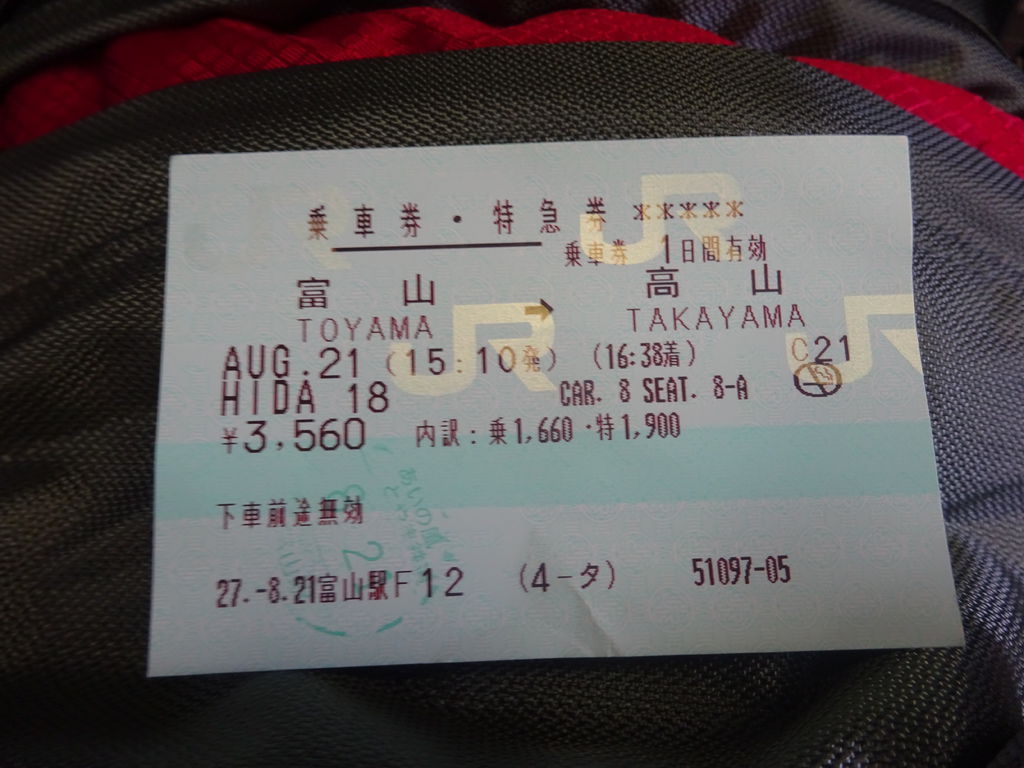 乗車券・特急券 *****
乗車券 1日間有効
富山 → 高山
TOYAMA TAKAYAMA
AUG.21 (15:10発) (16:38着) C21
HIDA 18 CAR. 8 SEAT. 8-A
¥3,560 内訳:乗1,660・特1,900
下車前途無効
27.-8.21富山駅F12 (4-タ) 51097-05
JR
JR
JR